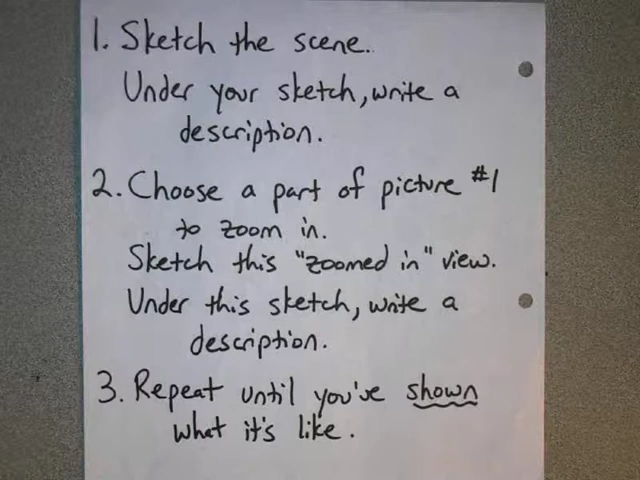 1. Sketch the scene.
Under your sketch, write a
description.
2. Choose a part of picture #1
to zoom in.
Sketch this "zoomed in" view.
Under this sketch, write a
description.
3. Repeat until you've shown
what it's like.